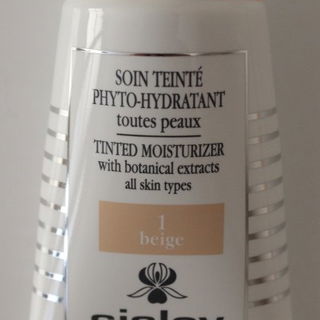 SOIN TEINTÉ
PHYTO-HYDRATANT
toutes peaux
TINTED MOISTURIZER
with botanical extracts
all skin types
1
beige
sisley